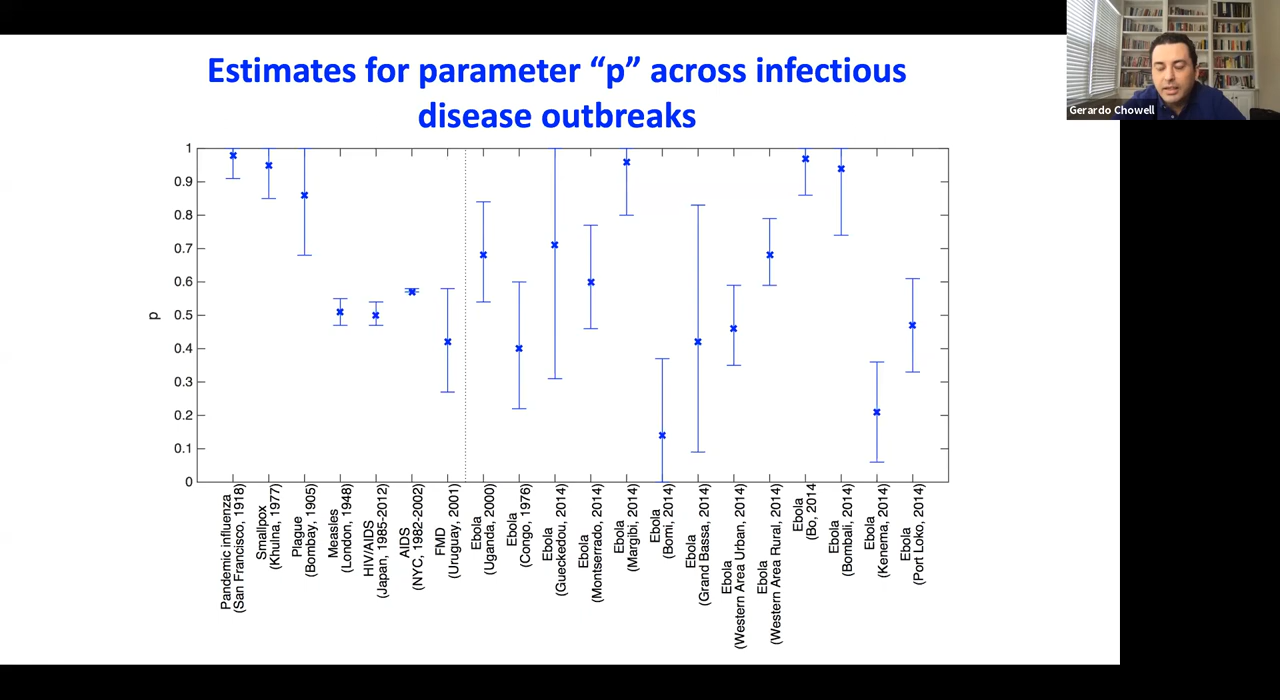 Estimates for parameter “p” across infectious
disease outbreaks
Gerardo Chowell
1
0.9
0.8
0.7
0.6
0.5
0.4
0.3
0.2
0.1
0
p
Pandemic influenza
(San Francisco, 1918)
Smallpox
(Khulna, 1977)
Plague
(Bombay, 1905)
Measles
(London, 1948)
HIV/AIDS
(Japan, 1985-2012)
AIDS
(NYC, 1982-2002)
FMD
(Uruguay, 2001)
Ebola
(Uganda, 2000)
Ebola
(Congo, 1976)
Ebola
(Gueckedou, 2014)
Ebola
(Montserrado, 2014)
Ebola
(Margibi, 2014)
Ebola
(Bomi, 2014)
Ebola
(Grand Bassa, 2014)
Ebola
(Western Area Urban, 2014)
Ebola
(Western Area Rural, 2014)
Ebola
(Bo, 2014
Ebola
(Bombali, 2014)
Ebola
(Kenema, 2014)
Ebola
(Port Loko, 2014)